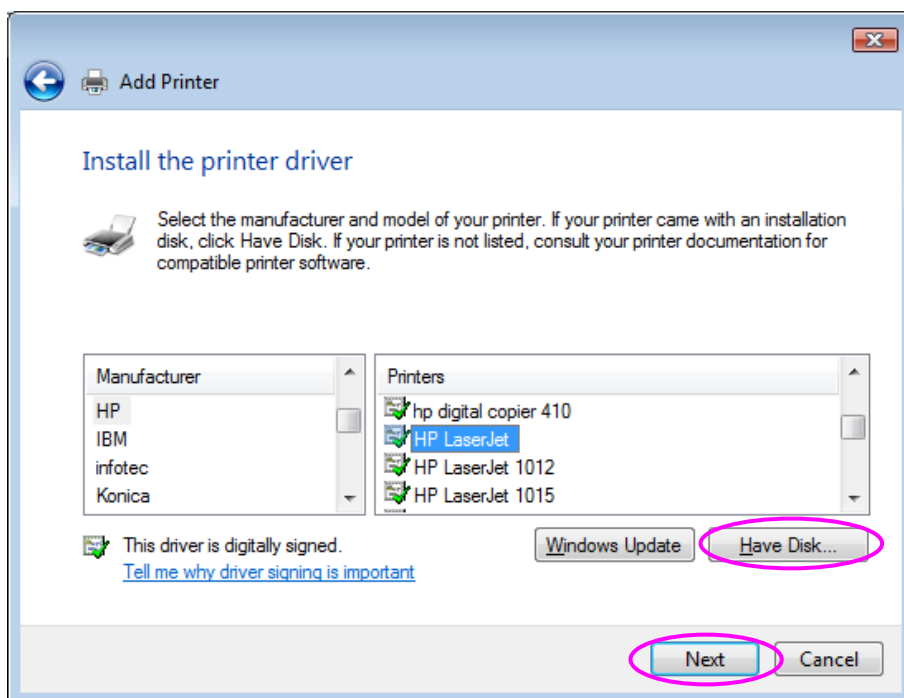 Add Printer
Install the printer driver
Select the manufacturer and model of your printer. If your printer came with an installation
disk, click Have Disk. If your printer is not listed, consult your printer documentation for
compatible printer software.
Manufacturer
HP
IBM
infotec
Konica
Printers
hp digital copier 410
HP LaserJet
HP LaserJet 1012
HP LaserJet 1015
This driver is digitally signed.
Tell me why driver signing is important
Windows Update
Have Disk...
Next
Cancel